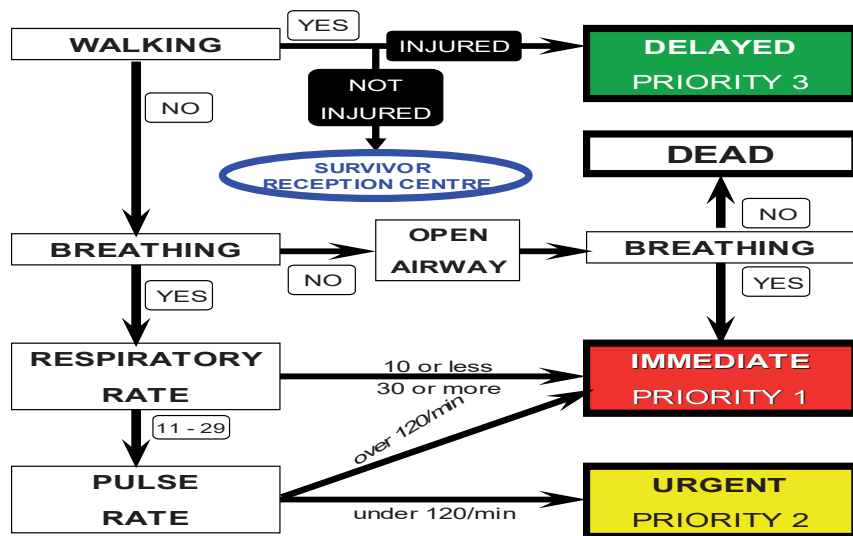 WALKING
YES
INJURED
DELAYED
PRIORITY 3
NOT
INJURED
NO
SURVIVOR
RECEPTION CENTRE
DEAD
NO
BREATHING
NO
OPEN
AIRWAY
BREATHING
YES
YES
RESPIRATORY
RATE
10 or less
30 or more
IMMEDIATE
PRIORITY 1
11 - 29
over 120/min
PULSE
RATE
under 120/min
URGENT
PRIORITY 2